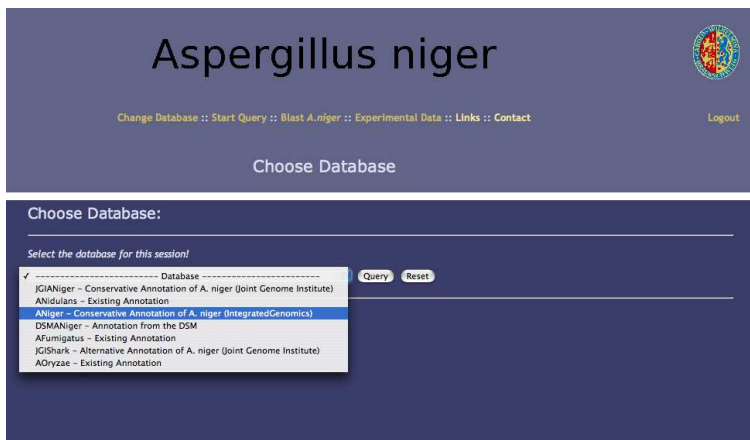 Aspergillus niger
Change Database :: Start Query :: Blast A.niger :: Experimental Data :: Links :: Contact
Logout
Choose Database
Choose Database:
Select the database for this session!
✓ ------------------------- Database ------------------------
Query
Reset
JGIANiger – Conservative Annotation of A. niger (Joint Genome Institute)
ANidulans – Existing Annotation
ANiger – Conservative Annotation of A. niger (IntegratedGenomics)
DSMANiger – Annotation from the DSM
AFumigatus – Existing Annotation
JGIShark – Alternative Annotation of A. niger (Joint Genome Institute)
AOryzae – Existing Annotation